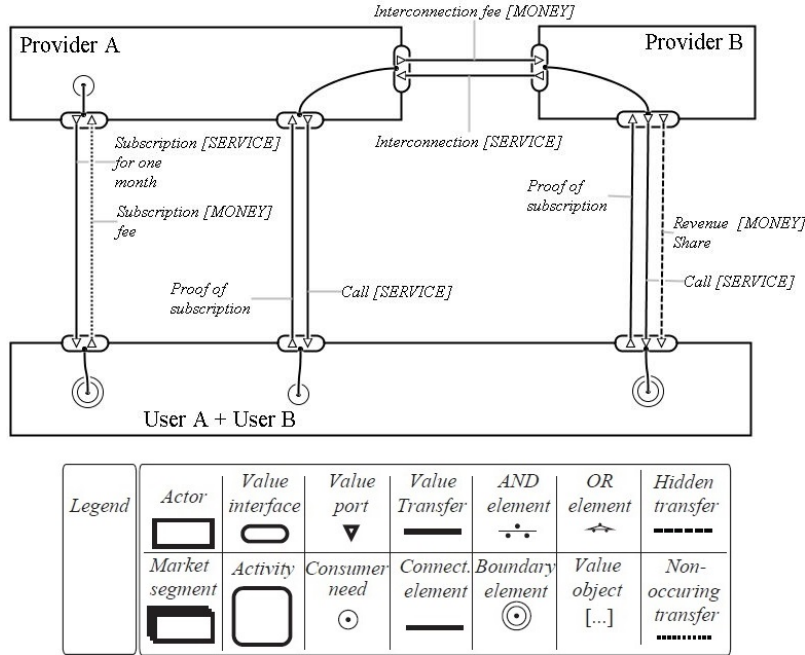 Interconnection fee [MONEY]
Provider A
Provider B
Subscription [SERVICE]
for one
month
Interconnection [SERVICE]
Proof of
subscription
Subscription [MONEY]
fee
Revenue [MONEY]
Share
Proof of
subscription
Call [SERVICE]
Call [SERVICE]
User A + User B
Legend
Actor
Value
interface
Value
port
Value
Transfer
AND
element
OR
element
Hidden
transfer
Market
segment
Activity
Consumer
need
Connect.
element
Boundary
element
Value
object
[...]
Non-
occuring
transfer